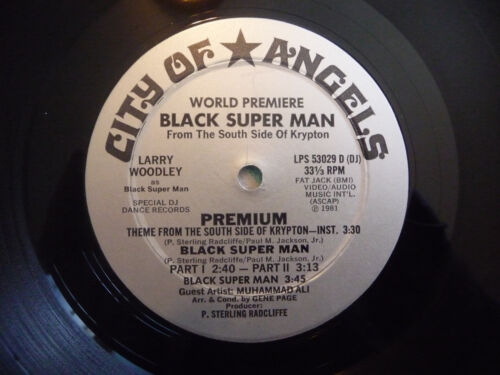 CITY OF ★ ANGELS
WORLD PREMIERE
BLACK SUPER MAN
From The South Side Of Krypton
LARRY
WOODLEY
as
Black Super Man
SPECIAL DJ
DANCE RECORDS
LPS 53029 D (DJ)
33⅓ RPM
FAT JACK (BMI)
VIDEO/AUDIO
MUSIC INT'L.
(ASCAP)
℗ 1981
PREMIUM
THEME FROM THE SOUTH SIDE OF KRYPTON—INST. 3:30
(P. Sterling Radcliffe/Paul M. Jackson, Jr.)
BLACK SUPER MAN
(P. Sterling Radcliffe/Paul M. Jackson, Jr.)
PART I 2:40 — PART II 3:13
BLACK SUPER MAN 3:45
Guest Artist: MUHAMMAD ALI
Arr. & Cond. by GENE PAGE
Producer:
P. STERLING RADCLIFFE